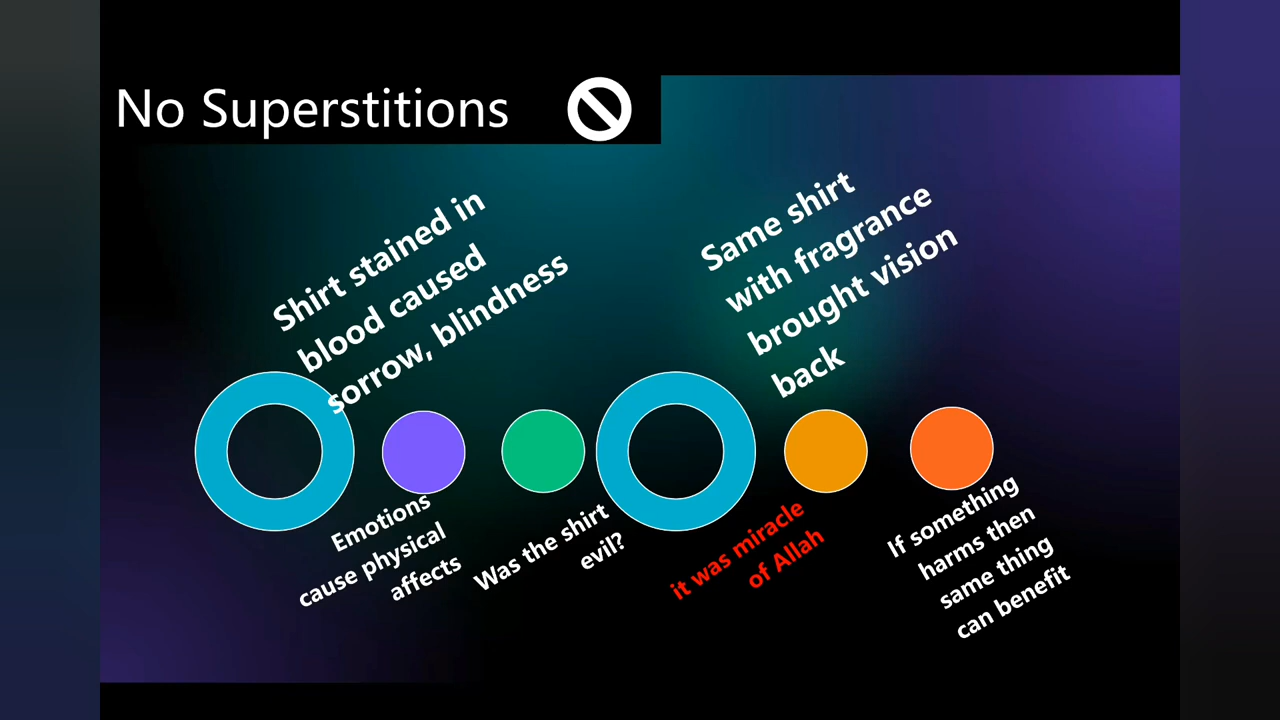 No Superstitions
Shirt stained in
blood caused
sorrow, blindness
Same shirt
with fragrance
brought vision
back
Emotions
cause physical
affects
Was the shirt
evil?
it was miracle
of Allah
If something
harms then
same thing
can benefit